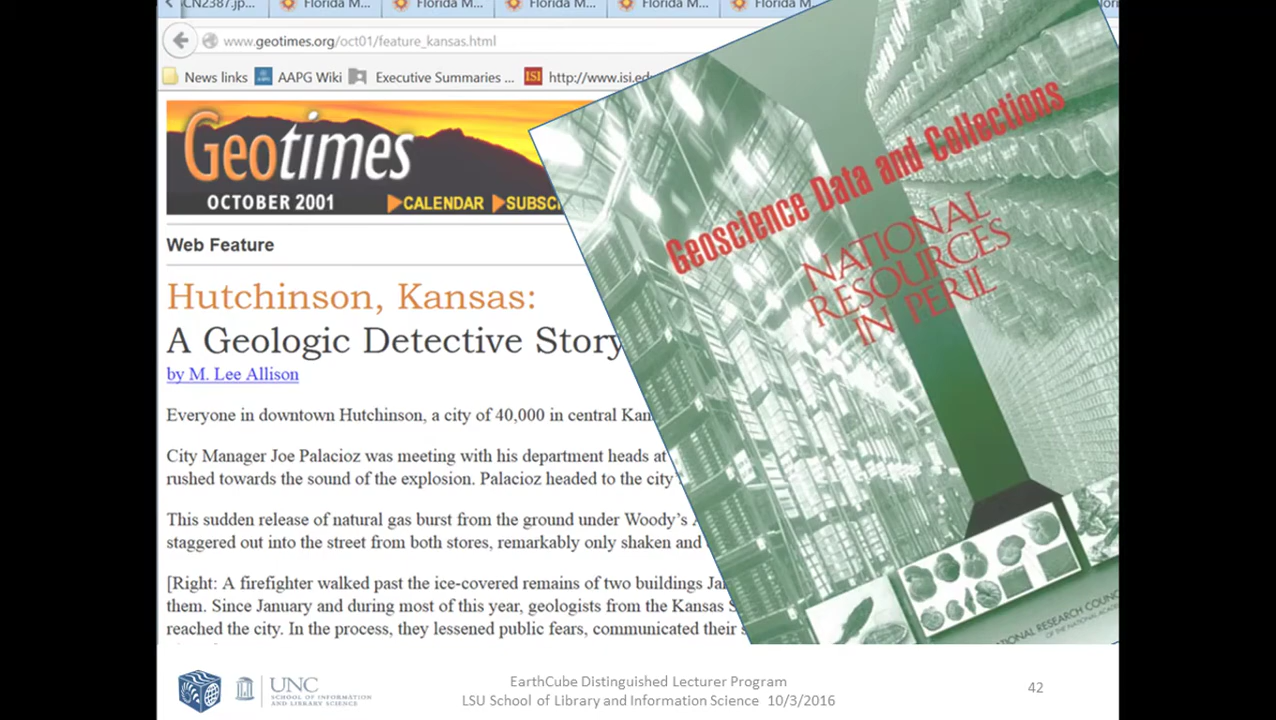 CN2387.jp...
Florida M...
Florida M...
Florida M...
Florida M...
Florida M...
www.geotimes.org/oct01/feature_kansas.html
News links AAPG Wiki Executive Summaries ... ISI http://www.isi.ed
Geotimes
OCTOBER 2001 CALENDAR SUBSC
Web Feature
Hutchinson, Kansas:
A Geologic Detective Story
by M. Lee Allison
Everyone in downtown Hutchinson, a city of 40,000 in central Kan
City Manager Joe Palacioz was meeting with his department heads at
rushed towards the sound of the explosion. Palacioz headed to the city
This sudden release of natural gas burst from the ground under Woody's
staggered out into the street from both stores, remarkably only shaken and
[Right: A firefighter walked past the ice-covered remains of two buildings Jan
them. Since January and during most of this year, geologists from the Kansas S
reached the city. In the process, they lessened public fears, communicated their s
Geoscience Data and Collections
NATIONAL
RESOURCES
IN PERIL
NATIONAL RESEARCH COUNC
OF THE NATIONAL ACADE
UNC
SCHOOL OF INFORMATION
AND LIBRARY SCIENCE
EarthCube Distinguished Lecturer Program
LSU School of Library and Information Science 10/3/2016
42